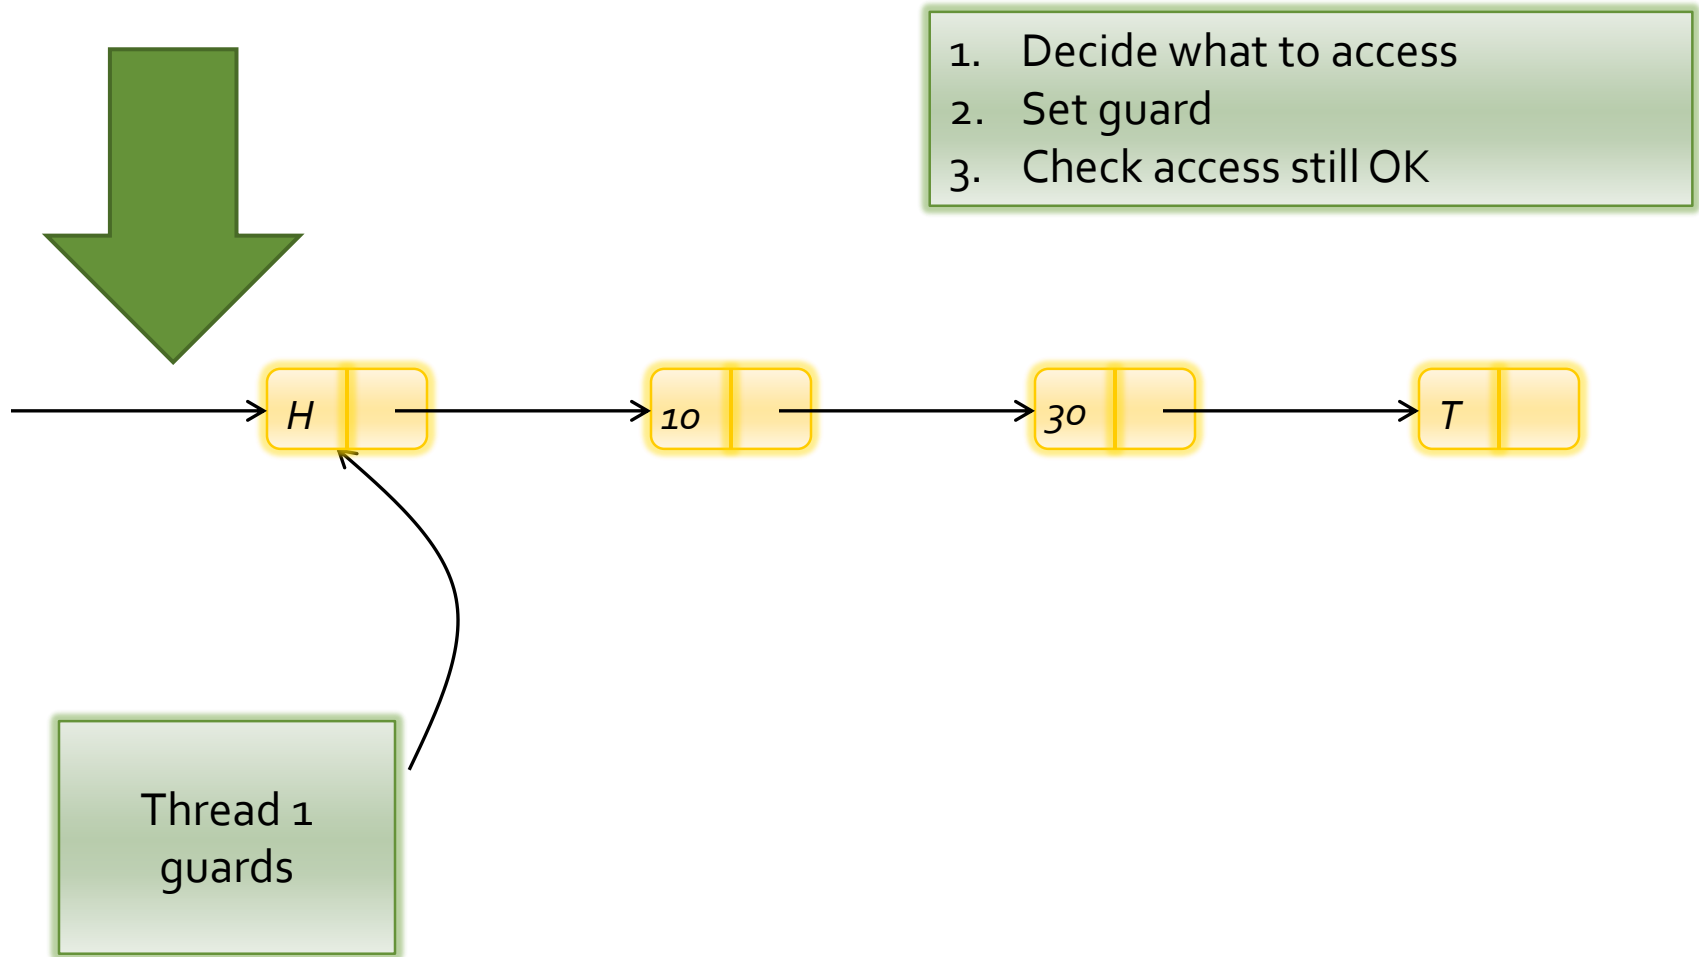 1. Decide what to access
2. Set guard
3. Check access still OK
H 10 30 T
Thread 1
guards